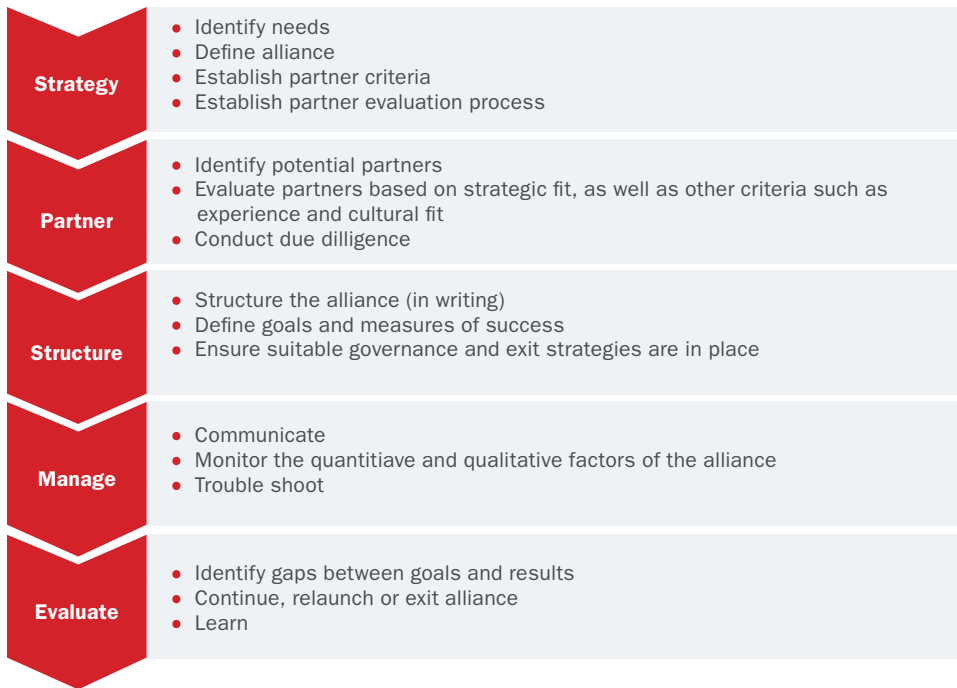 Strategy
• Identify needs
• Define alliance
• Establish partner criteria
• Establish partner evaluation process
Partner
• Identify potential partners
• Evaluate partners based on strategic fit, as well as other criteria such as
experience and cultural fit
• Conduct due dilligence
Structure
• Structure the alliance (in writing)
• Define goals and measures of success
• Ensure suitable governance and exit strategies are in place
Manage
• Communicate
• Monitor the quantitiave and qualitative factors of the alliance
• Trouble shoot
Evaluate
• Identify gaps between goals and results
• Continue, relaunch or exit alliance
• Learn